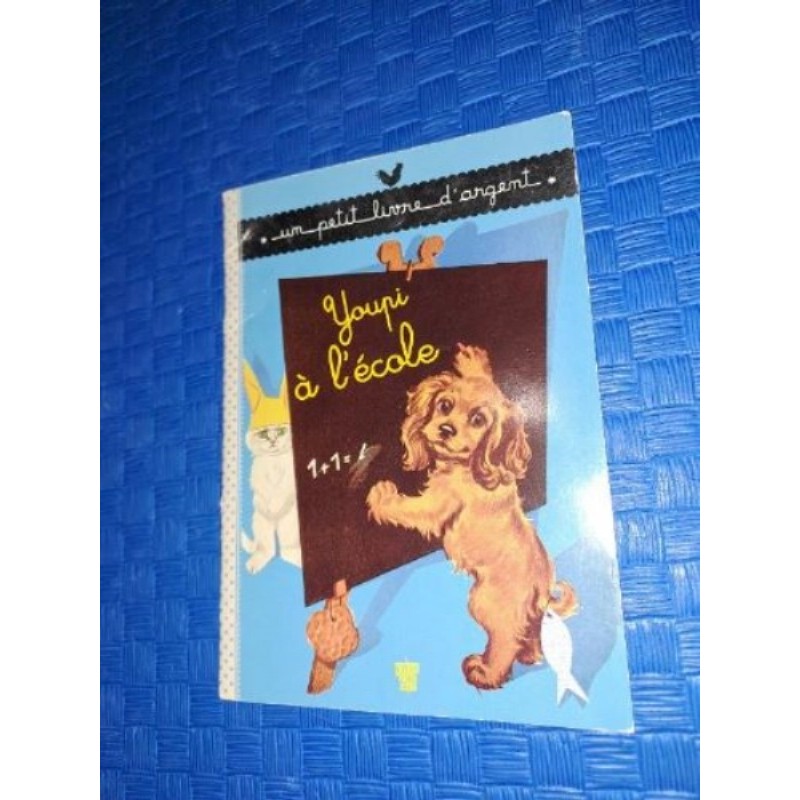 un petit livre d'argent
Youpi
à l'école
1+1=